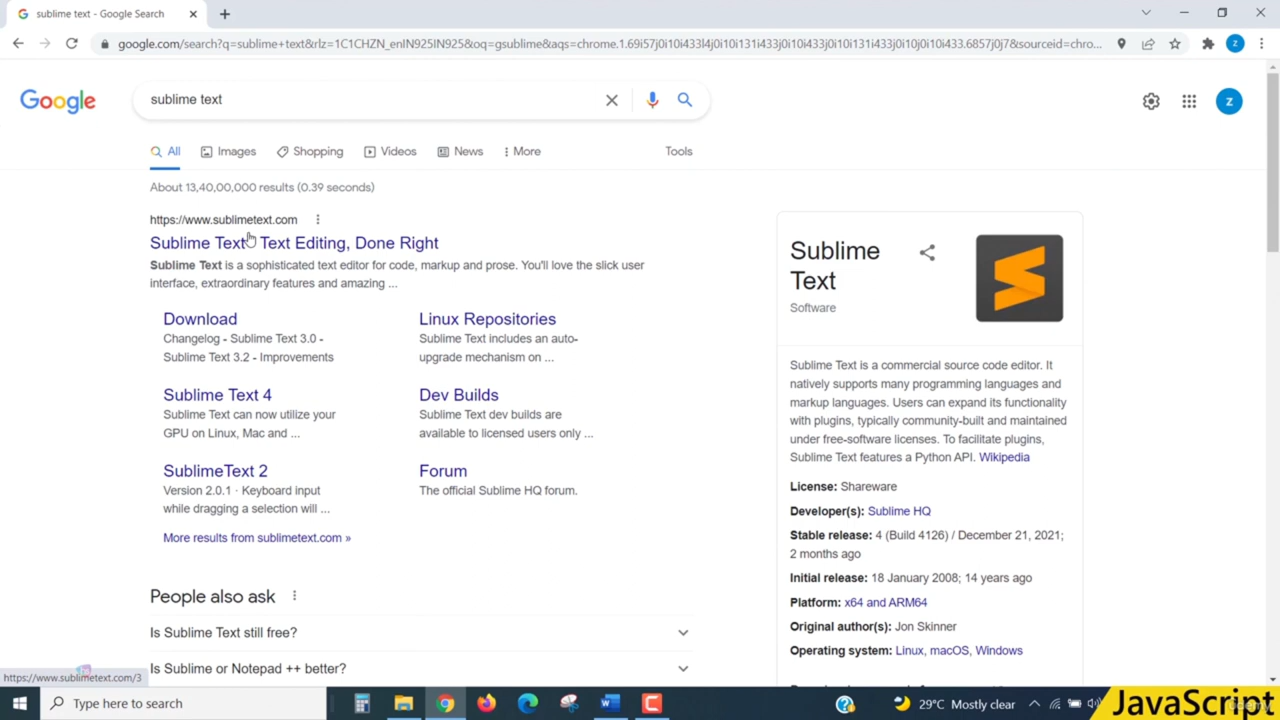 sublime text - Google Search
google.com/search?q=sublime+text&rlz=1C1CHZN_enIN925IN925&oq=gsublime&aqs=chrome.1.69i57j0i10i433l4j0i10i131i433j0i10i433j0i10i131i433j0i10j0i10i433.6857j0j7&sourceid=chro...
Z
Google
sublime text
Z
All
Images
Shopping
Videos
News
More
Tools
About 13,40,00,000 results (0.39 seconds)
https://www.sublimetext.com
Sublime Text - Text Editing, Done Right
Sublime Text is a sophisticated text editor for code, markup and prose. You'll love the slick user
interface, extraordinary features and amazing ...
Download
Changelog - Sublime Text 3.0 -
Sublime Text 3.2 - Improvements
Linux Repositories
Sublime Text includes an auto-
upgrade mechanism on ...
Sublime Text 4
Sublime Text can now utilize your
GPU on Linux, Mac and ...
Dev Builds
Sublime Text dev builds are
available to licensed users only ...
SublimeText 2
Version 2.0.1 · Keyboard input
while dragging a selection will ...
Forum
The official Sublime HQ forum.
More results from sublimetext.com »
People also ask
Is Sublime Text still free?
Is Sublime or Notepad ++ better?
Sublime
Text
Software
Sublime Text is a commercial source code editor. It
natively supports many programming languages and
markup languages. Users can expand its functionality
with plugins, typically community-built and maintained
under free-software licenses. To facilitate plugins,
Sublime Text features a Python API. Wikipedia
License: Shareware
Developer(s): Sublime HQ
Stable release: 4 (Build 4126) / December 21, 2021;
2 months ago
Initial release: 18 January 2008; 14 years ago
Platform: x64 and ARM64
Original author(s): Jon Skinner
Operating system: Linux, macOS, Windows
https://www.sublimetext.com/3
Type here to search
29°C Mostly clear
JavaScript